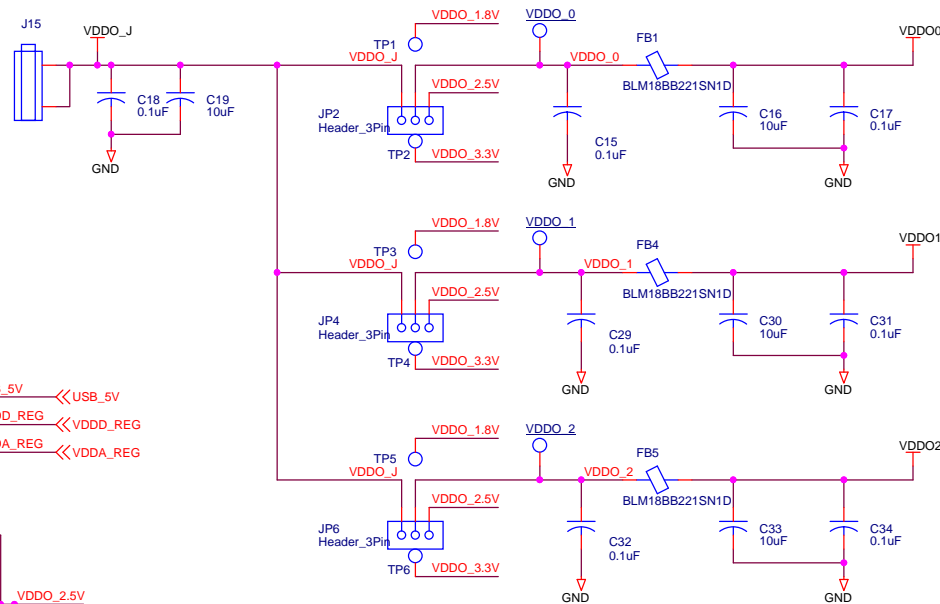 J15
VDDO_J
C18
0.1uF
C19
10uF
GND
VDDO_1.8V
TP1
VDDO_J
VDDO_2.5V
JP2
Header_3Pin
TP2
VDDO_3.3V
VDDO_0
VDDO_0
C15
0.1uF
GND
FB1
BLM18BB221SN1D
C16
10uF
C17
0.1uF
VDDO0
GND
VDDO_1.8V
TP3
VDDO_J
VDDO_2.5V
JP4
Header_3Pin
TP4
VDDO_3.3V
VDDO_1
VDDO_1
C29
0.1uF
GND
FB4
BLM18BB221SN1D
C30
10uF
C31
0.1uF
VDDO1
GND
_5V
USB_5V
D_REG
VDDD_REG
A_REG
VDDA_REG
VDDO_1.8V
TP5
VDDO_J
VDDO_2.5V
JP6
Header_3Pin
TP6
VDDO_3.3V
VDDO_2
VDDO_2
C32
0.1uF
GND
FB5
BLM18BB221SN1D
C33
10uF
C34
0.1uF
VDDO2
GND
VDDO_2.5V